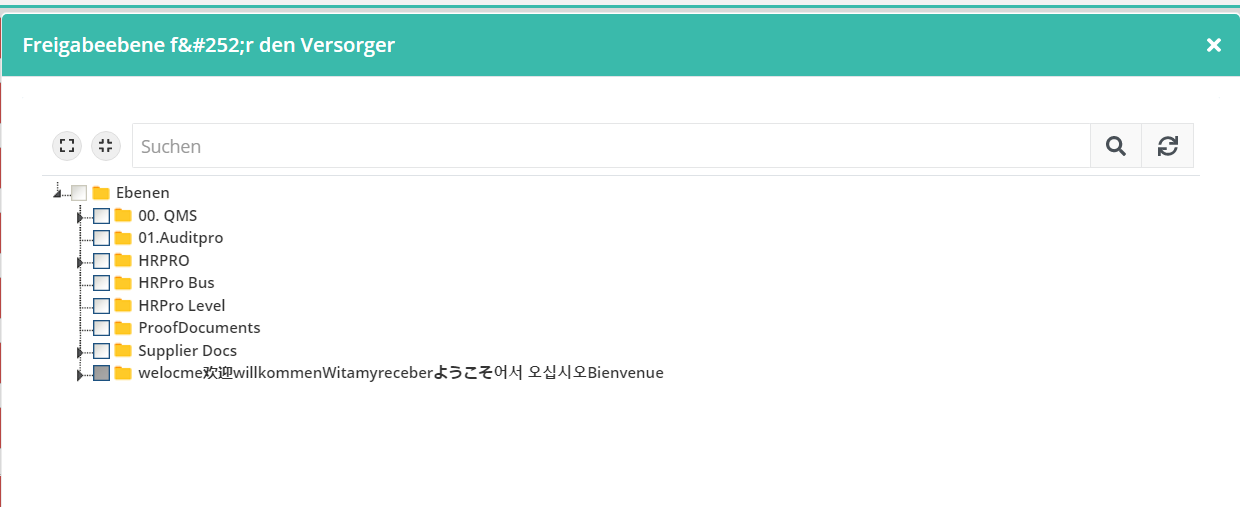 Freigabeebene f&#252;r den Versorger
Suchen
Ebenen
00. QMS
01.Auditpro
HRPRO
HRPro Bus
HRPro Level
ProofDocuments
Supplier Docs
welocme欢迎willkommenWitamyreceberようこそ어서 오십시오Bienvenue